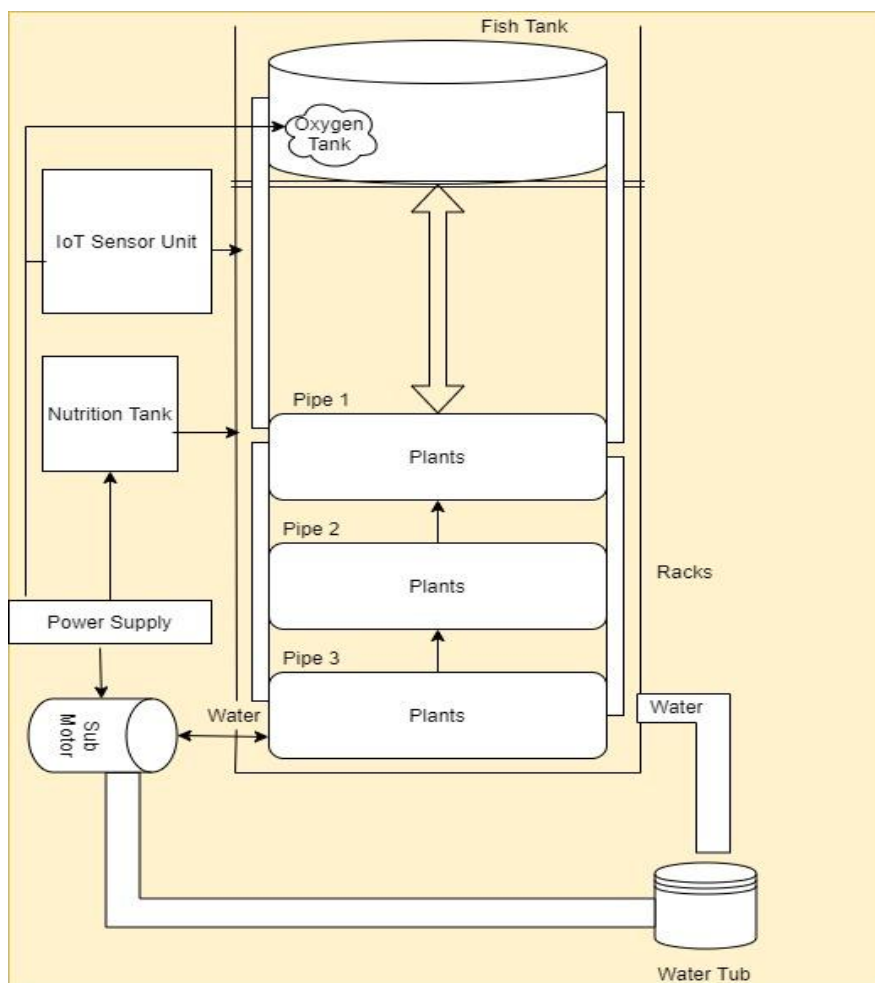 Fish Tank
Oxygen
Tank
IoT Sensor Unit
Pipe 1
Nutrition Tank
Plants
Pipe 2
Plants
Racks
Power Supply
Pipe 3
Water
Plants
Water
Sub
Motor
Water Tub